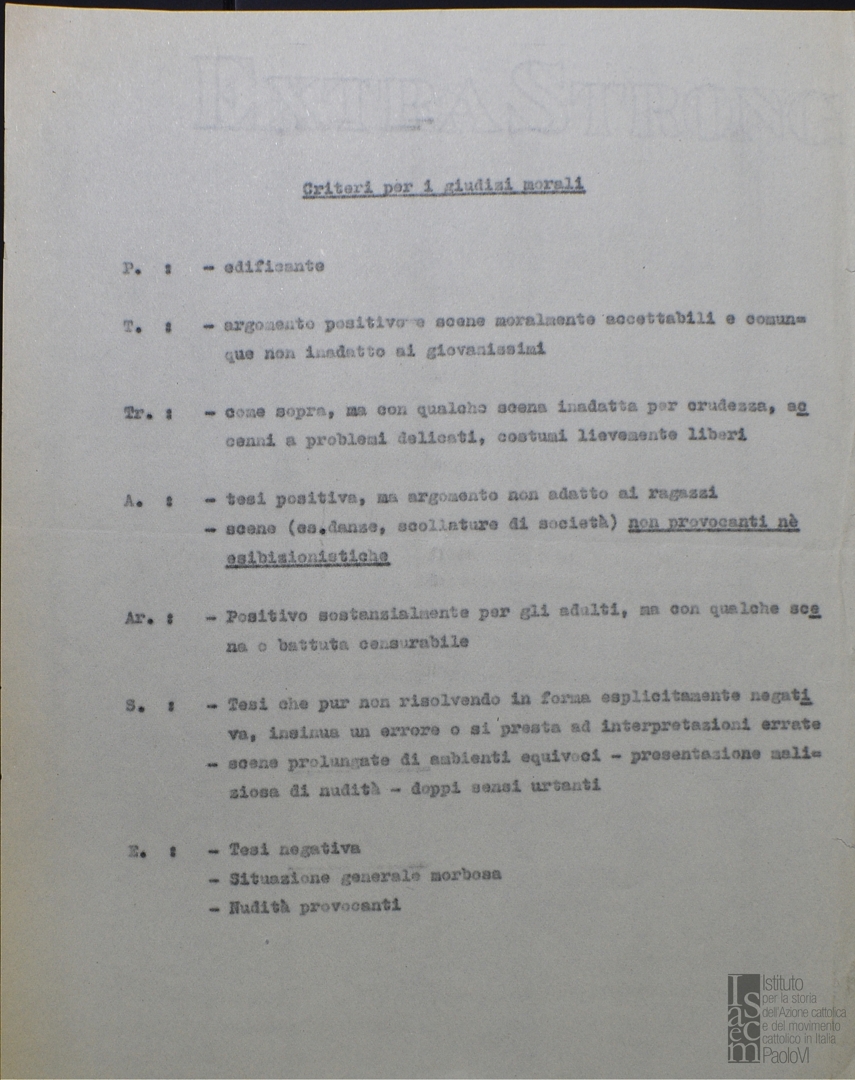 EXTRASTRONG
Criteri per i giudizi morali
P. : - edificante
T. : - argomento positivo e scene moralmente accettabili e comun=
que non inadatto ai giovanissimi
Tr. : - come sopra, ma con qualche scena inadatta per crudezza, ac
cenni a problemi delicati, costumi lievemente liberi
A. : - tesi positiva, ma argomento non adatto ai ragazzi
- scene (es.danze, scollature di società) non provocanti nè
esibizionistiche
Ar. : - Positivo sostanzialmente per gli adulti, ma con qualche sce
na o battuta censurabile
S. : - Tesi che pur non risolvendo in forma esplicitamente negati
va, insinua un errore o si presta ad interpretazioni errate
- scene prolungate di ambienti equivoci - presentazione mali=
ziosa di nudità - doppi sensi urtanti
E. : - Tesi negativa
- Situazione generale morbosa
- Nudità provocanti
Isacem
Istituto
per la storia
dell'Azione cattolica
e del movimento
cattolico in Italia
PaoloVI